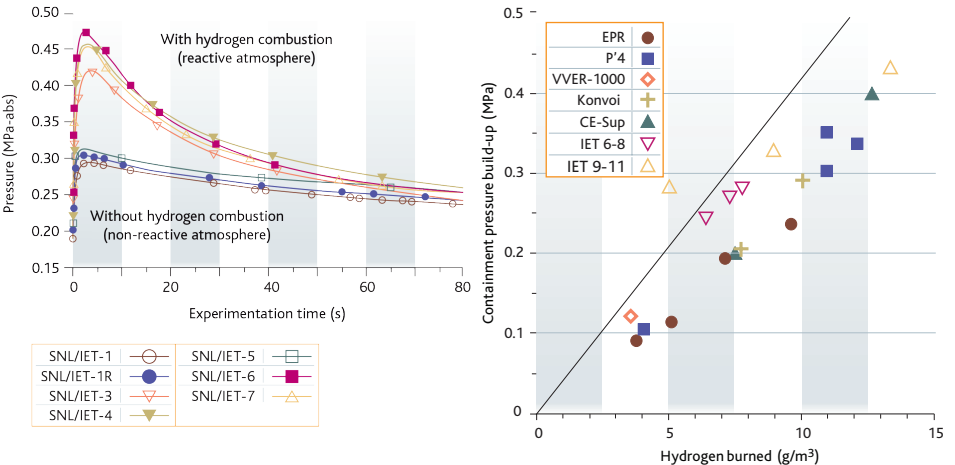 0.50
0.45
0.40
0.35
0.30
0.25
0.20
0.15
Pressure (MPa-abs)
With hydrogen combustion
(reactive atmosphere)
Without hydrogen combustion
(non-reactive atmosphere)
0 20 40 60 80
Experimentation time (s)
SNL/IET-1 SNL/IET-5
SNL/IET-1R SNL/IET-6
SNL/IET-3 SNL/IET-7
SNL/IET-4
0.5
0.4
0.3
0.2
0.1
0
Containment pressure build-up (MPa)
EPR
P'4
VVER-1000
Konvoi
CE-Sup
IET 6-8
IET 9-11
0 5 10 15
Hydrogen burned (g/m³)